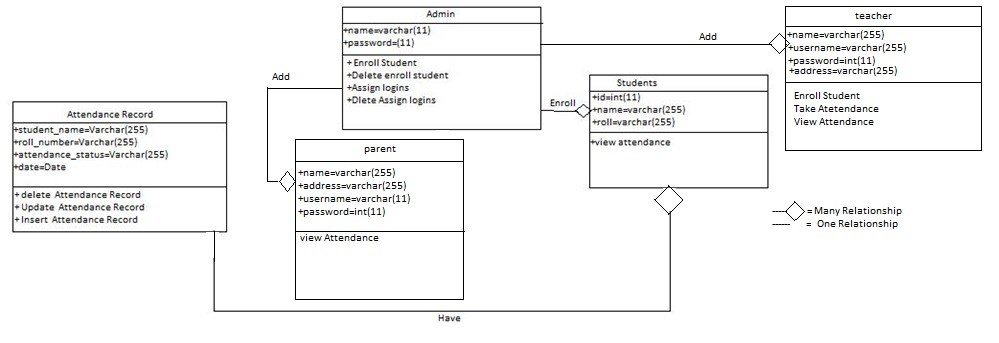 Admin
+name=varchar(11)
+password=(11)
+ Enroll Student
+Delete enroll student
+Assign logins
+Dlete Assign logins
Add
teacher
+name=varchar(255)
+username=varchar(255)
+password=int(11)
+address=varchar(255)
Enroll Student
Take Atetendance
View Attendance
Add
Enroll
Students
+id=int(11)
+name=varchar(255)
+roll=varchar(255)
+view attendance
Attendance Record
+student_name=Varchar(255)
+roll_number=Varchar(255)
+attendance_status=Varchar(255)
+date=Date
+ delete Attendance Record
+ Update Attendance Record
+ Insert Attendance Record
parent
+name=varchar(255)
+address=varchar(255)
+username=varchar(11)
+password=int(11)
view Attendance
= Many Relationship
------ = One Relationship
Have